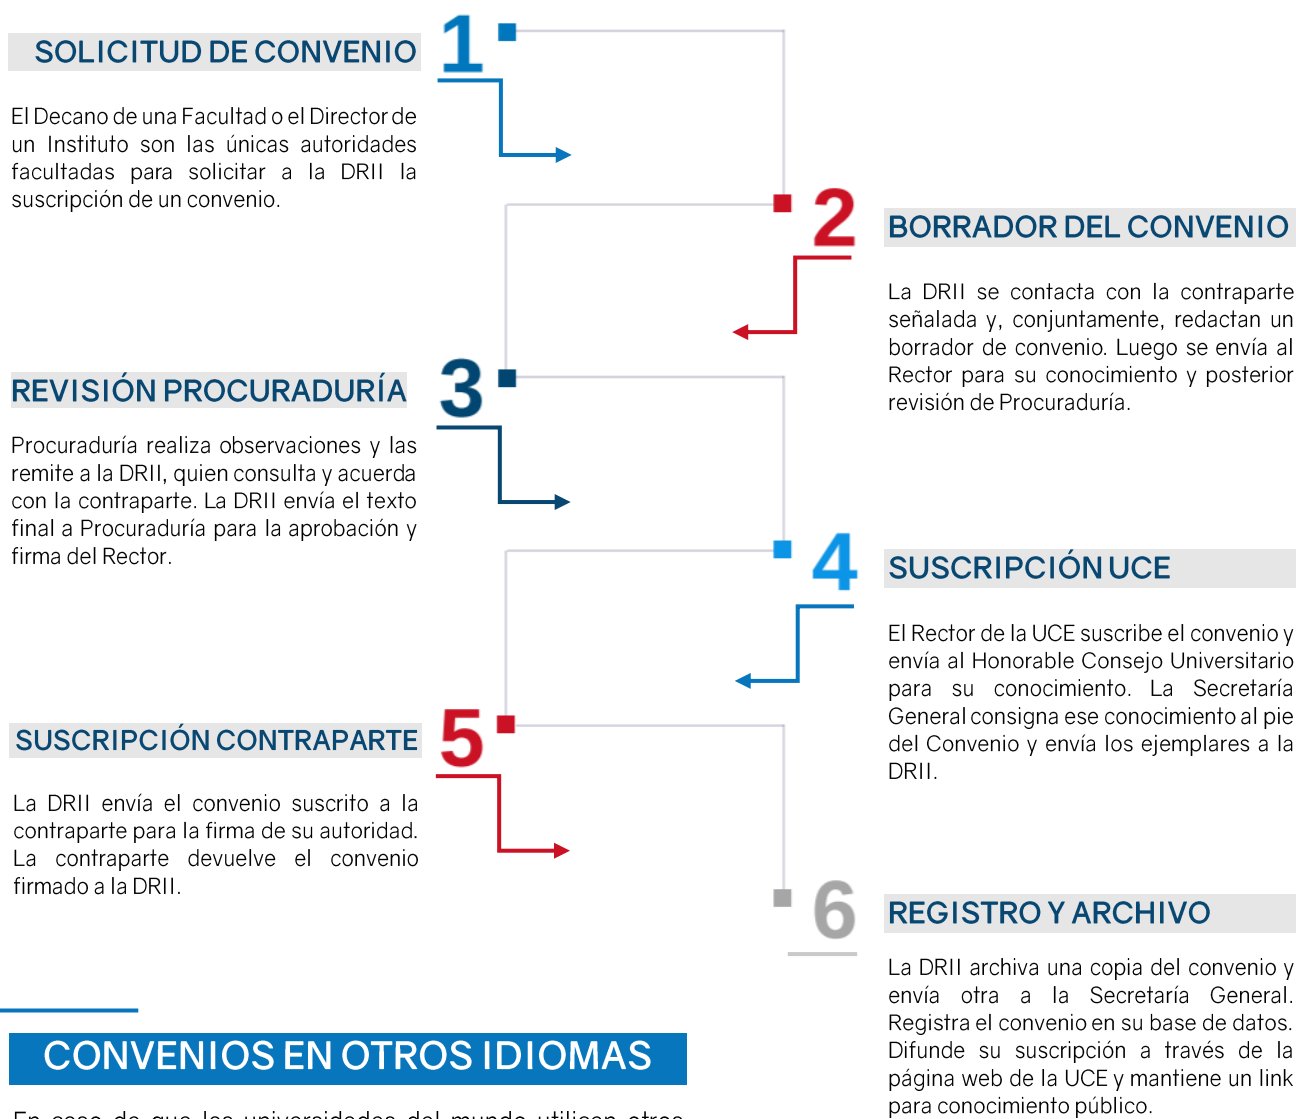 1
SOLICITUD DE CONVENIO
El Decano de una Facultad o el Director de
un Instituto son las únicas autoridades
facultadas para solicitar a la DRII la
suscripción de un convenio.
2
BORRADOR DEL CONVENIO
La DRII se contacta con la contraparte
señalada y, conjuntamente, redactan un
borrador de convenio. Luego se envía al
Rector para su conocimiento y posterior
revisión de Procuraduría.
3
REVISIÓN PROCURADURÍA
Procuraduría realiza observaciones y las
remite a la DRII, quien consulta y acuerda
con la contraparte. La DRII envía el texto
final a Procuraduría para la aprobación y
firma del Rector.
4
SUSCRIPCIÓN UCE
El Rector de la UCE suscribe el convenio y
envía al Honorable Consejo Universitario
para su conocimiento. La Secretaría
General consigna ese conocimiento al pie
del Convenio y envía los ejemplares a la
DRII.
5
SUSCRIPCIÓN CONTRAPARTE
La DRII envía el convenio suscrito a la
contraparte para la firma de su autoridad.
La contraparte devuelve el convenio
firmado a la DRII.
6
REGISTRO Y ARCHIVO
La DRII archiva una copia del convenio y
envía otra a la Secretaría General.
Registra el convenio en su base de datos.
Difunde su suscripción a través de la
página web de la UCE y mantiene un link
para conocimiento público.
CONVENIOS EN OTROS IDIOMAS
En caso de que las universidades del mundo utilicen otros